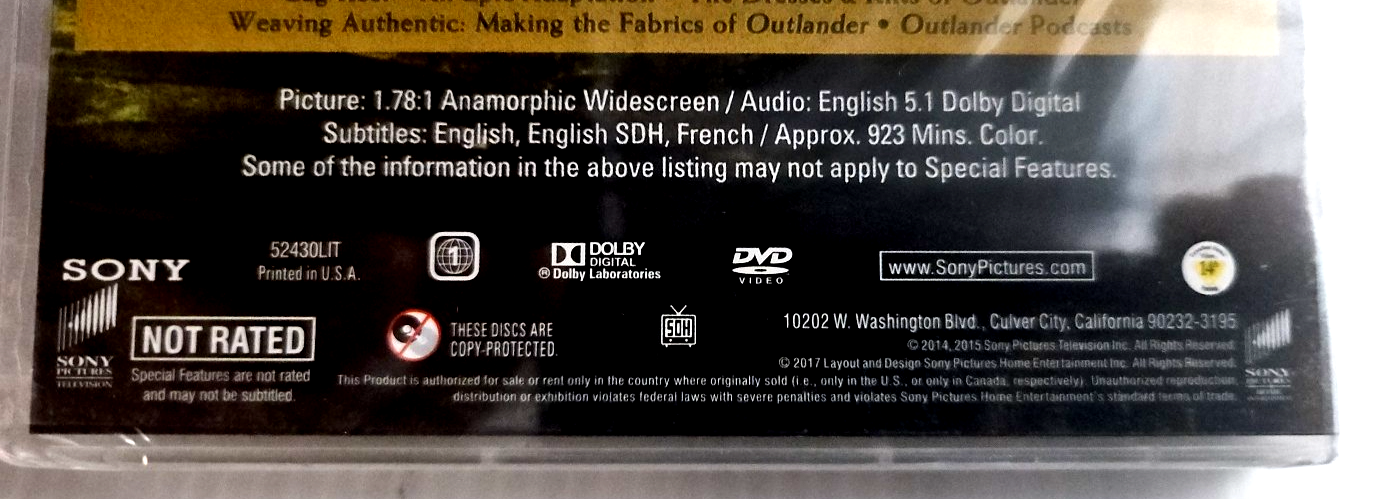 Weaving Authentic: Making the Fabrics of Outlander • Outlander Podcasts
Picture: 1.78:1 Anamorphic Widescreen / Audio: English 5.1 Dolby Digital
Subtitles: English, English SDH, French / Approx. 923 Mins. Color.
Some of the information in the above listing may not apply to Special Features.
SONY
52430LIT
Printed in U.S.A.
1
DOLBY
DIGITAL
® Dolby Laboratories
DVD
VIDEO
www.SonyPictures.com
14+
SONY
PICTURES
TELEVISION
NOT RATED
Special Features are not rated
and may not be subtitled.
THESE DISCS ARE
COPY-PROTECTED.
SDH
10202 W. Washington Blvd., Culver City, California 90232-3195
© 2014, 2015 Sony Pictures Television Inc. All Rights Reserved.
© 2017 Layout and Design Sony Pictures Home Entertainment Inc. All Rights Reserved.
This Product is authorized for sale or rent only in the country where originally sold (i.e., only in the U.S., or only in Canada, respectively). Unauthorized reproduction,
distribution or exhibition violates federal laws with severe penalties and violates Sony Pictures Home Entertainment's standard terms of trade.
SONY
PICTURES